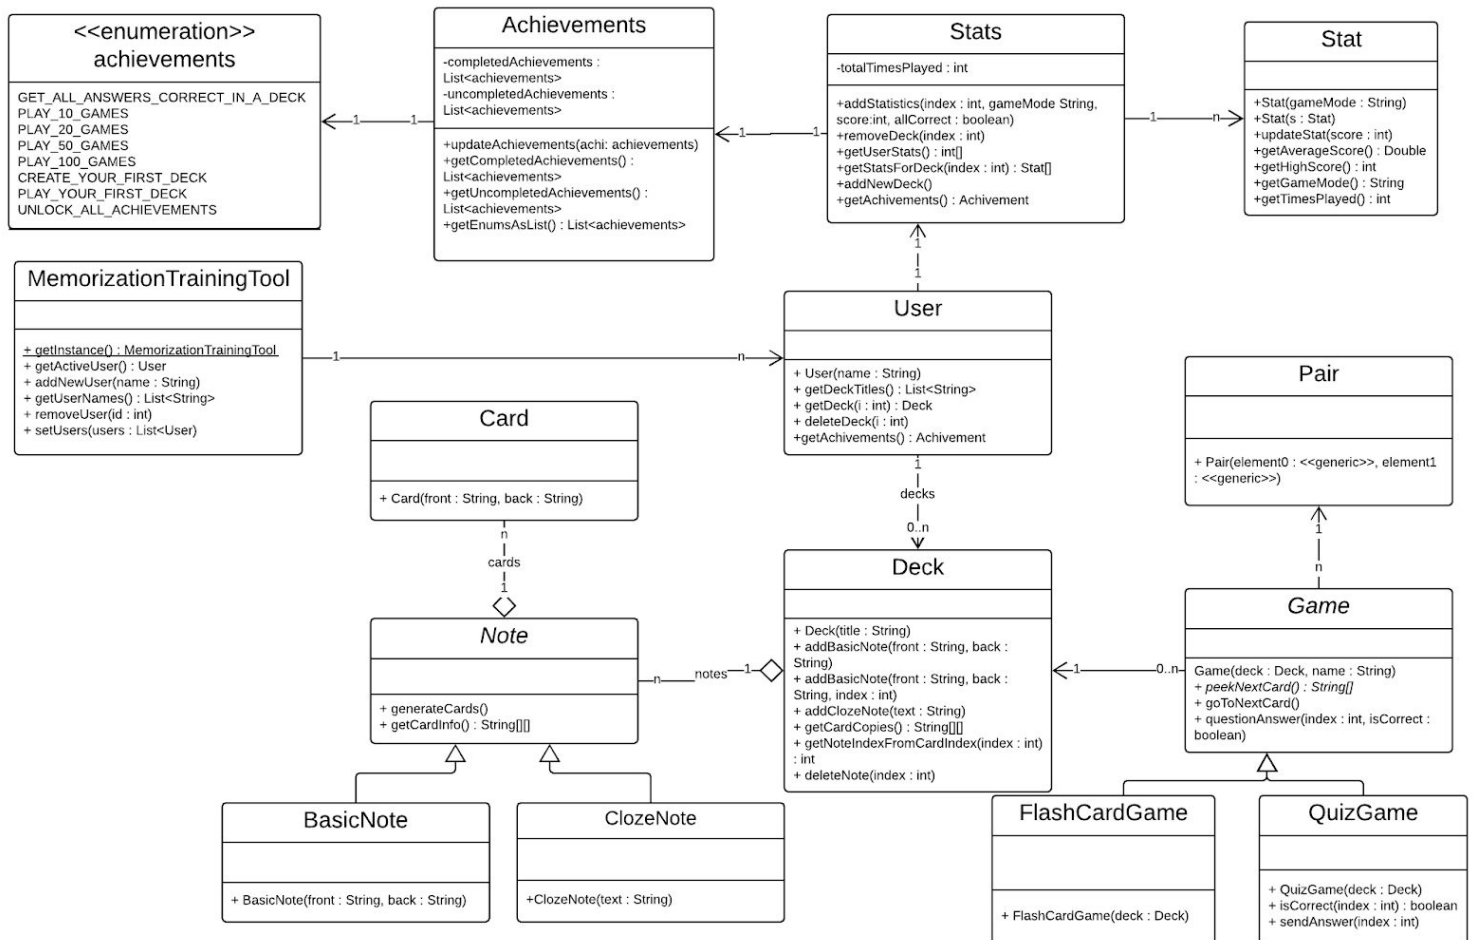 <<enumeration>>
achievements
GET_ALL_ANSWERS_CORRECT_IN_A_DECK
PLAY_10_GAMES
PLAY_20_GAMES
PLAY_50_GAMES
PLAY_100_GAMES
CREATE_YOUR_FIRST_DECK
PLAY_YOUR_FIRST_DECK
UNLOCK_ALL_ACHIEVEMENTS
1
1
Achievements
-completedAchievements :
List<achievements>
-uncompletedAchievements :
List<achievements>
+updateAchievements(achi: achievements)
+getCompletedAchievements() :
List<achievements>
+getUncompletedAchievements() :
List<achievements>
+getEnumsAsList() : List<achievements>
1
1
Stats
-totalTimesPlayed : int
+addStatistics(index : int, gameMode String,
score:int, allCorrect : boolean)
+removeDeck(index : int)
+getUserStats() : int[]
+getStatsForDeck(index : int) : Stat[]
+addNewDeck()
+getAchivements() : Achivement
1
n
Stat
+Stat(gameMode : String)
+Stat(s : Stat)
+updateStat(score : int)
+getAverageScore() : Double
+getHighScore() : int
+getGameMode() : String
+getTimesPlayed() : int
1
1
MemorizationTrainingTool
+ getInstance() : MemorizationTrainingTool
+ getActiveUser() : User
+ addNewUser(name : String)
+ getUserNames() : List<String>
+ removeUser(id : int)
+ setUsers(users : List<User)
1
n
User
+ User(name : String)
+ getDeckTitles() : List<String>
+ getDeck(i : int) : Deck
+ deleteDeck(i : int)
+getAchivements() : Achivement
1
decks
0..n
Pair
+ Pair(element0 : <<generic>>, element1
: <<generic>>)
1
n
Card
+ Card(front : String, back : String)
n
cards
1
Note
+ generateCards()
+ getCardInfo() : String[][]
n
notes
1
Deck
+ Deck(title : String)
+ addBasicNote(front : String, back :
String)
+ addBasicNote(front : String, back :
String, index : int)
+ addClozeNote(text : String)
+ getCardCopies() : String[][]
+ getNoteIndexFromCardIndex(index : int)
: int
+ deleteNote(index : int)
1
0..n
Game
Game(deck : Deck, name : String)
+ peekNextCard() : String[]
+ goToNextCard()
+ questionAnswer(index : int, isCorrect :
boolean)
BasicNote
+ BasicNote(front : String, back : String)
ClozeNote
+ClozeNote(text : String)
FlashCardGame
+ FlashCardGame(deck : Deck)
QuizGame
+ QuizGame(deck : Deck)
+ isCorrect(index : int) : boolean
+ sendAnswer(index : int)